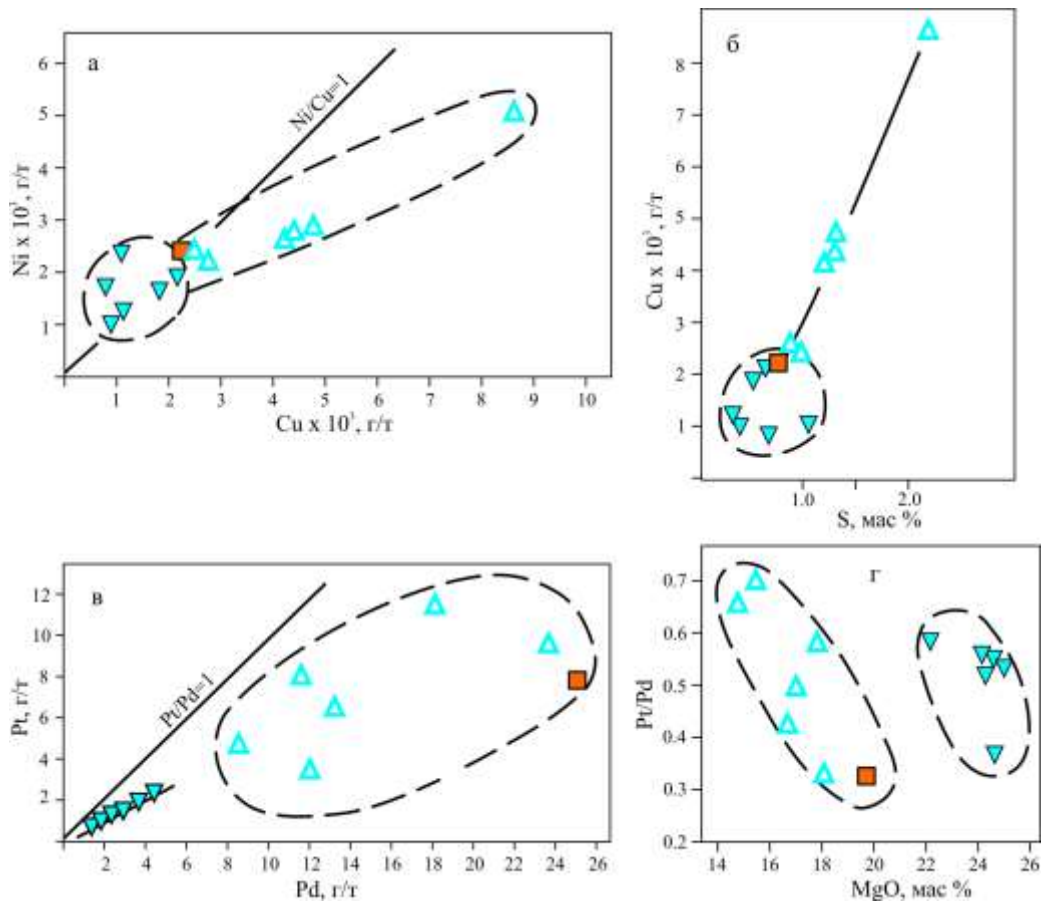 а
6
5
4
3
2
1
Ni x 10³, г/т
Ni/Cu=1
1 2 3 4 5 6 7 8 9 10
Cu x 10³, г/т
б
8
7
6
5
4
3
2
1
Cu x 10³, г/т
1.0 2.0
S, мас %
в
12
10
8
6
4
2
Pt, г/т
Pt/Pd=1
0 2 4 6 8 10 12 14 16 18 20 22 24 26
Pd, г/т
г
0.7
0.6
0.5
0.4
0.3
0.2
Pt/Pd
14 16 18 20 22 24 26
MgO, мас %